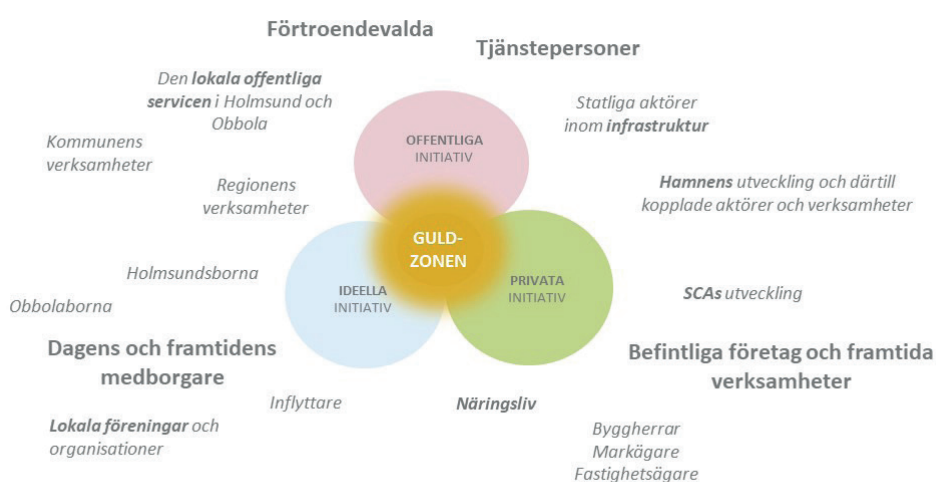 Förtroendevalda
Tjänstepersoner
Den lokala offentliga
servicen i Holmsund och
Obbola
Statliga aktörer
inom infrastruktur
Kommunens
verksamheter
OFFENTLIGA
INITIATIV
Regionens
verksamheter
Hamnens utveckling och därtill
kopplade aktörer och verksamheter
GULD-
ZONEN
Holmsundsborna
IDEELLA
INITIATIV
PRIVATA
INITIATIV
SCAs utveckling
Obbolaborna
Dagens och framtidens
medborgare
Befintliga företag och framtida
verksamheter
Inflyttare
Näringsliv
Lokala föreningar och
organisationer
Byggherrar
Markägare
Fastighetsägare